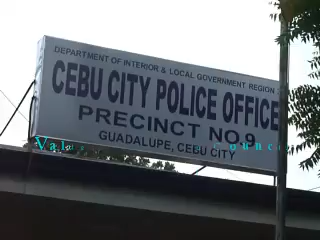 DEPARTMENT OF INTERIOR & LOCAL GOVERNMENT REGION
CEBU CITY POLICE OFFICE
PRECINCT NO.9
GUADALUPE, CEBU CITY